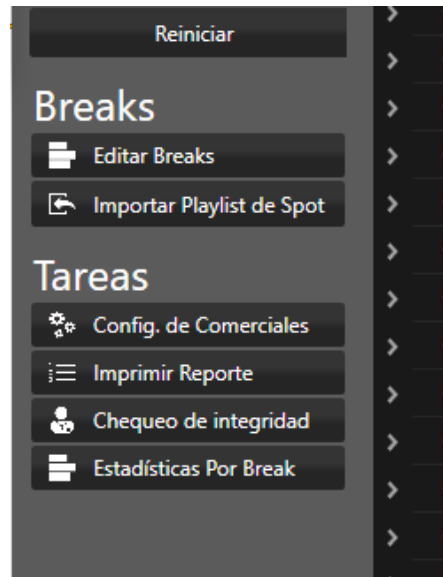 Reiniciar
Breaks
Editar Breaks
Importar Playlist de Spot
Tareas
Config. de Comerciales
Imprimir Reporte
Chequeo de integridad
Estadísticas Por Break